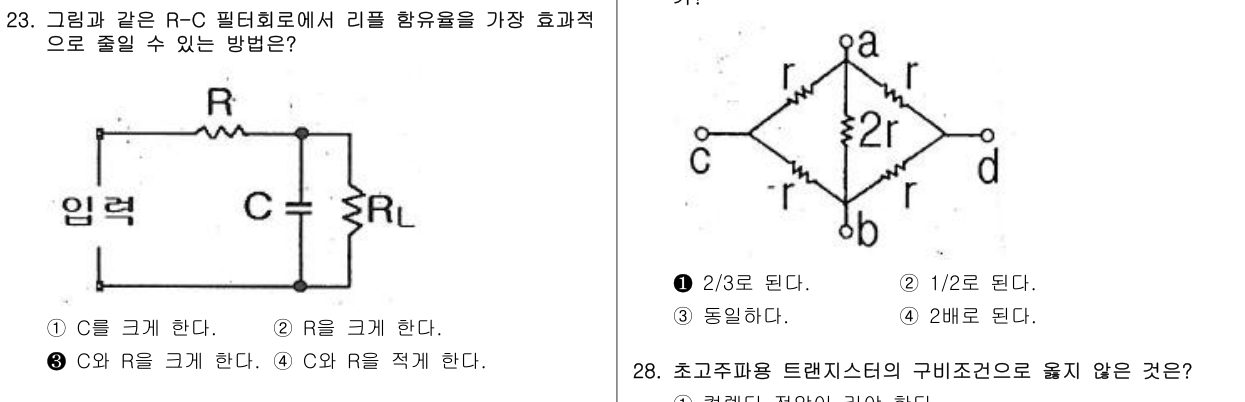 23. 그림과 같은 R-C 필터회로에서 리플 함유율을 가장 효과적
으로 줄일 수 있는 방법은?
R
입력
C
RL
① C를 크게 한다. ② R을 크게 한다.
❸ C와 R을 크게 한다. ④ C와 R을 적게 한다.
a
r
r
2r
c
d
r
r
b
❶ 2/3로 된다. ② 1/2로 된다.
③ 동일하다. ④ 2배로 된다.
28. 초고주파용 트랜지스터의 구비조건으로 옳지 않은 것은?